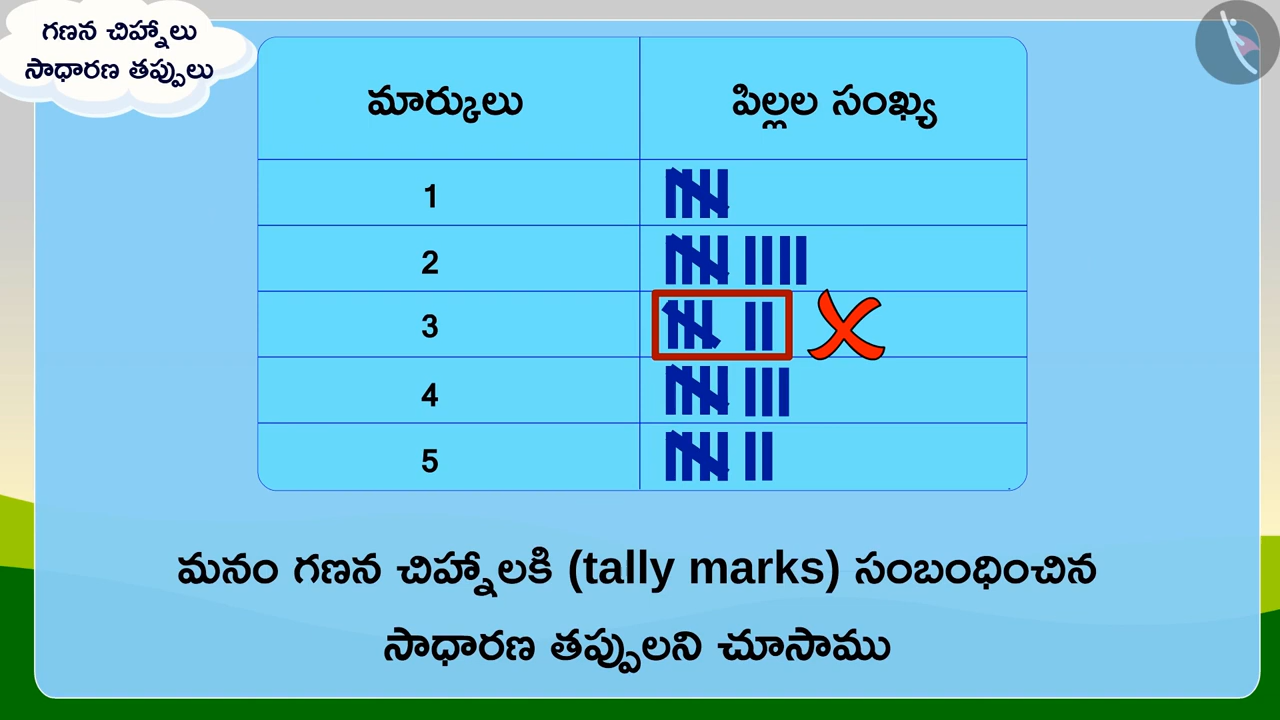 గణన చిహ్నాలు
సాధారణ తప్పులు
మార్కులు పిల్లల సంఖ్య
1
2
3
4
5
మనం గణన చిహ్నాలకి (tally marks) సంబంధించిన
సాధారణ తప్పులని చూసాము